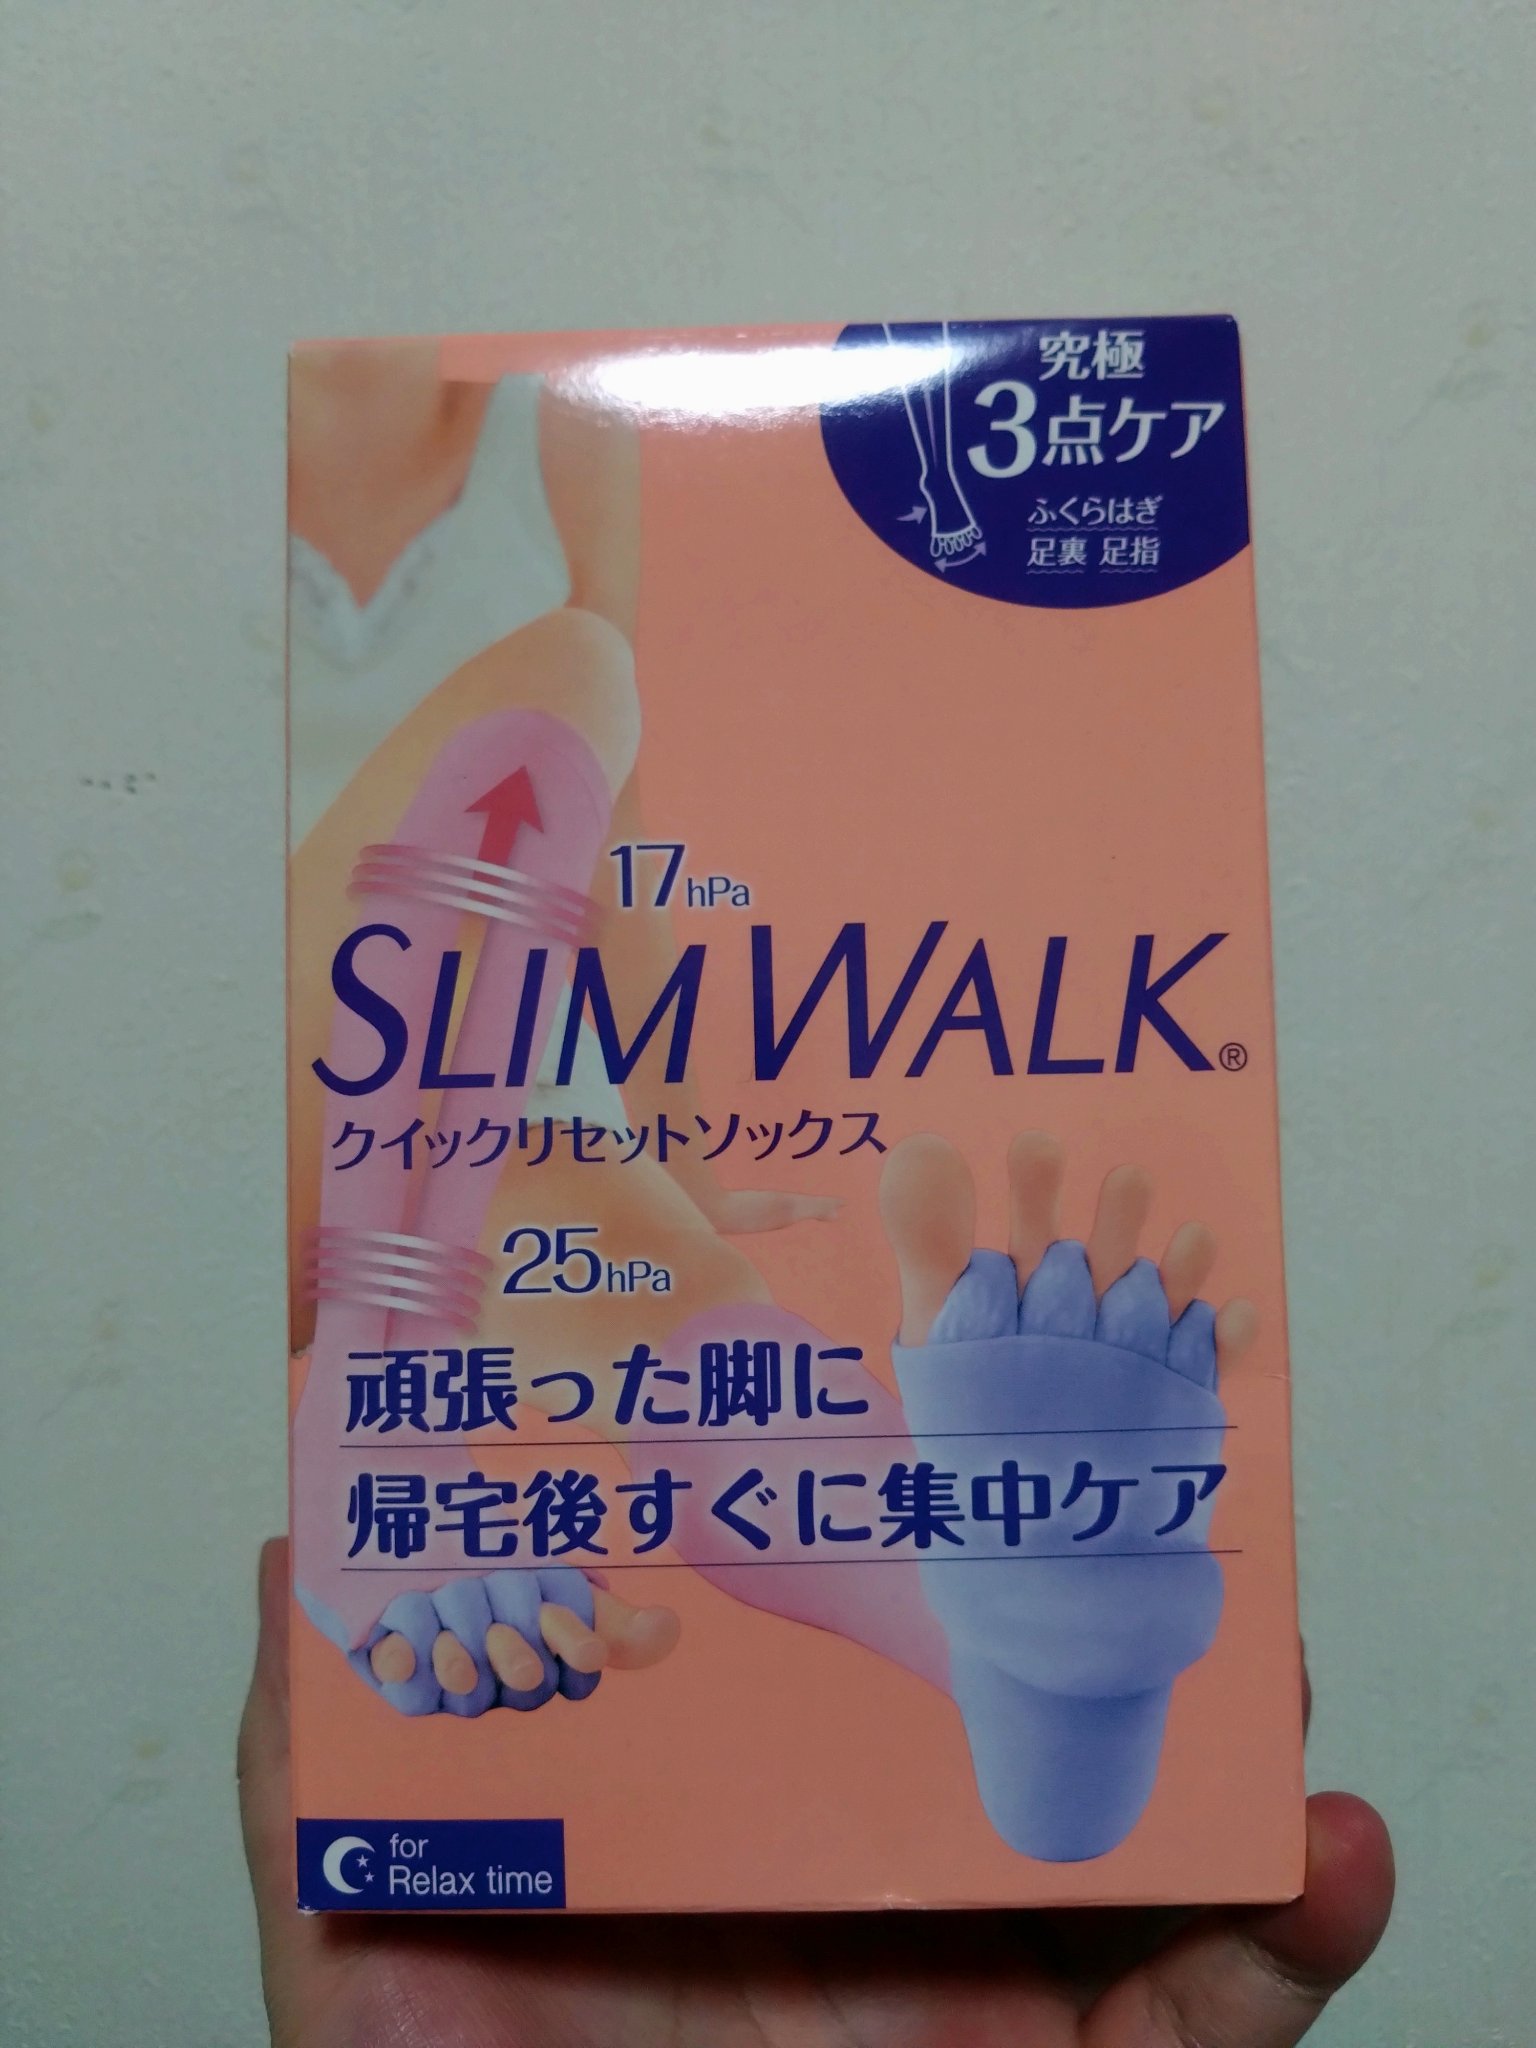 究極
3点ケア
ふくらはぎ
足裏 足指
17hPa
SLIM WALK®
クイックリセットソックス
25hPa
頑張った脚に
帰宅後すぐに集中ケア
for
Relax time